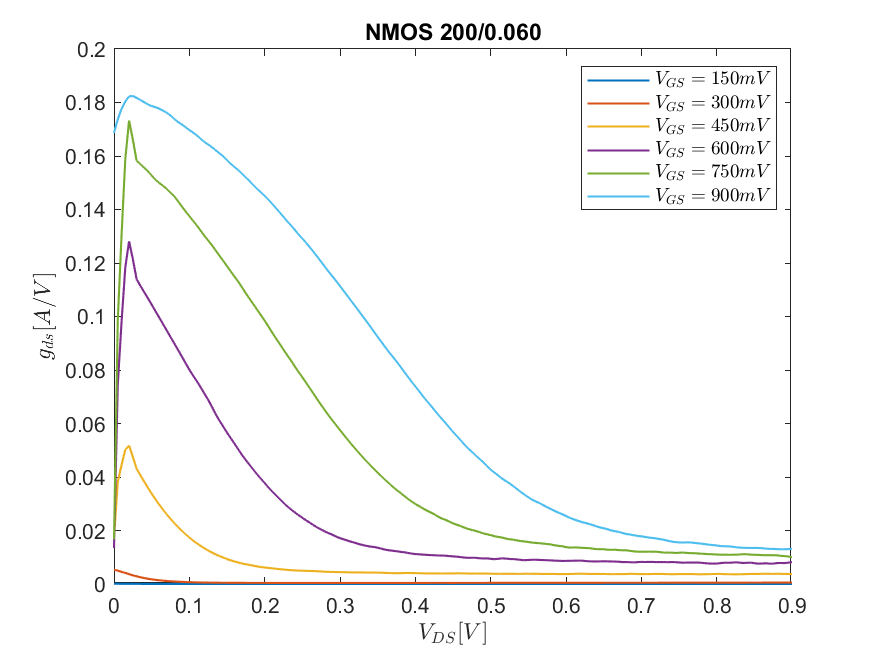 NMOS 200/0.060
0.2
0.18
0.16
0.14
0.12
0.1
0.08
0.06
0.04
0.02
0
g_{ds}[A/V]
V_{GS} = 150mV
V_{GS} = 300mV
V_{GS} = 450mV
V_{GS} = 600mV
V_{GS} = 750mV
V_{GS} = 900mV
0 0.1 0.2 0.3 0.4 0.5 0.6 0.7 0.8 0.9
V_{DS}[V]